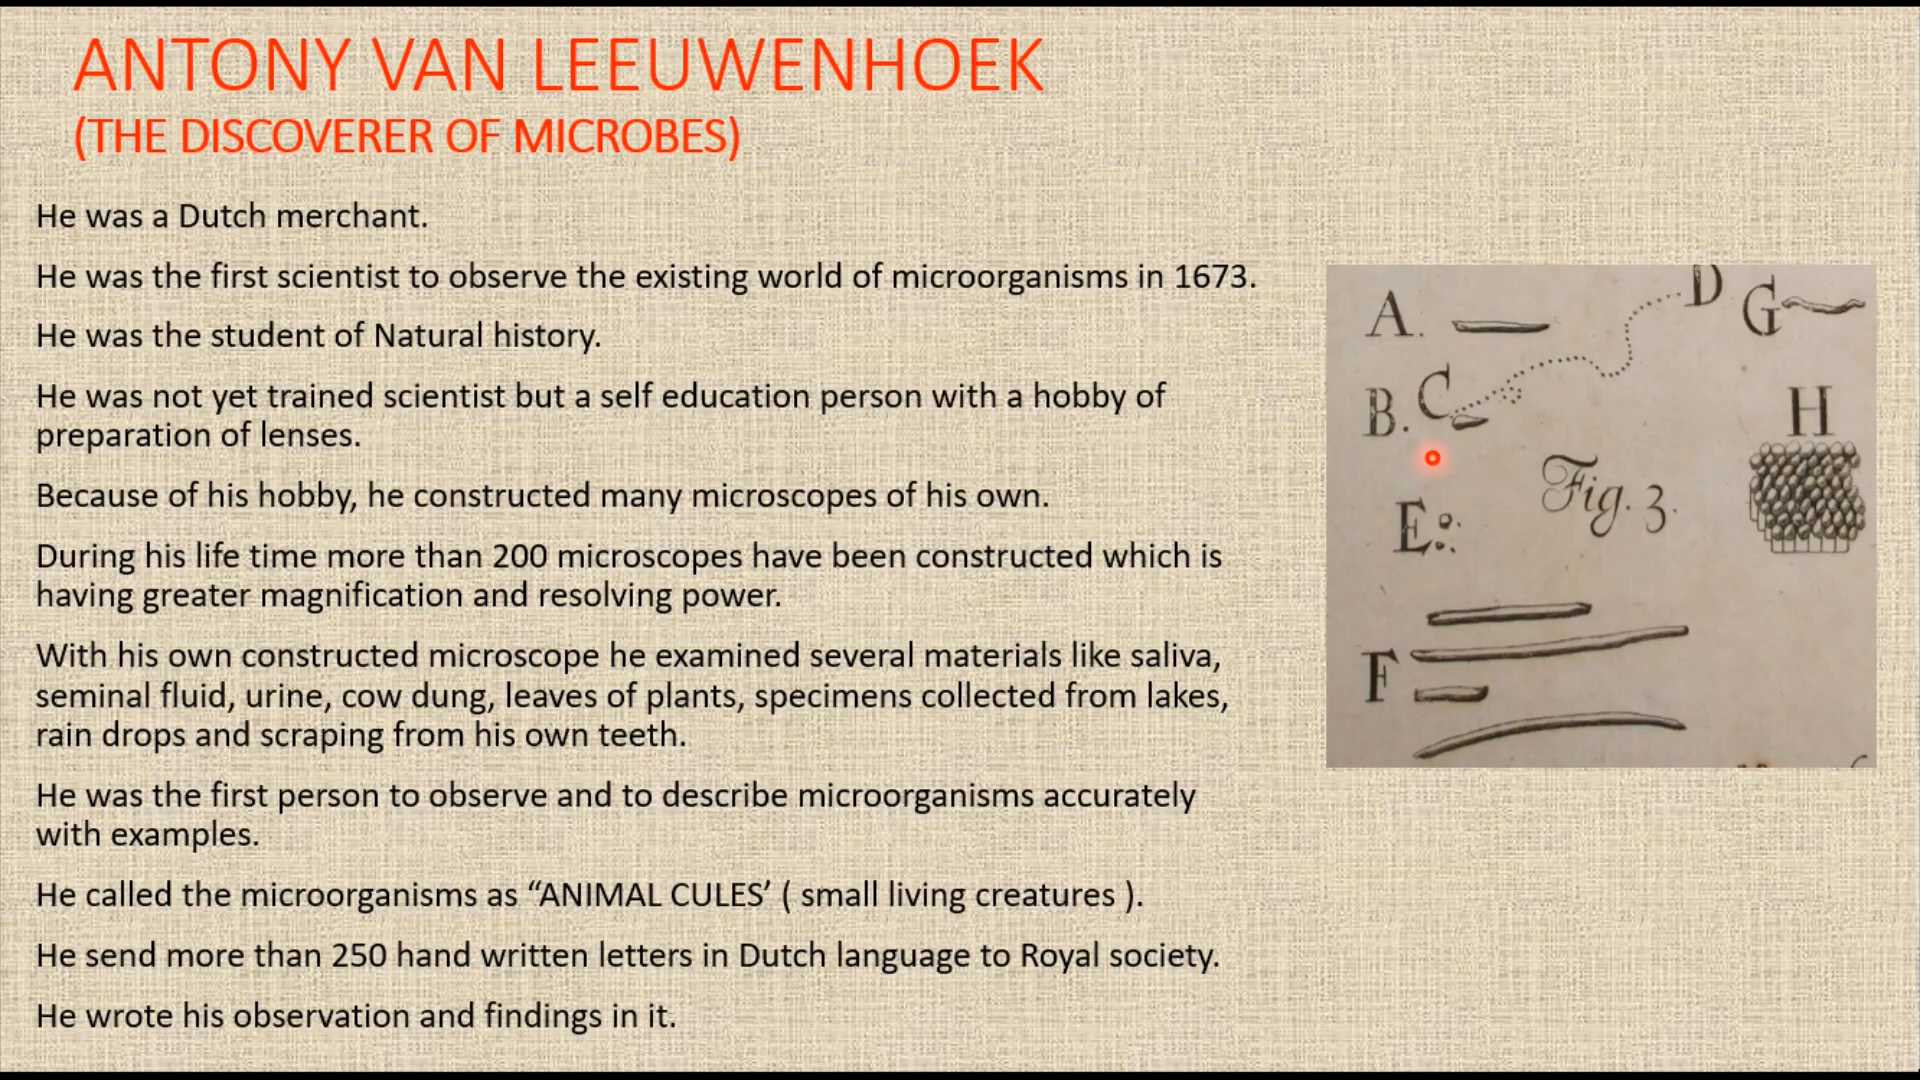 ANTONY VAN LEEUWENHOEK
(THE DISCOVERER OF MICROBES)
He was a Dutch merchant.
He was the first scientist to observe the existing world of microorganisms in 1673.
He was the student of Natural history.
He was not yet trained scientist but a self education person with a hobby of
preparation of lenses.
Because of his hobby, he constructed many microscopes of his own.
During his life time more than 200 microscopes have been constructed which is
having greater magnification and resolving power.
With his own constructed microscope he examined several materials like saliva,
seminal fluid, urine, cow dung, leaves of plants, specimens collected from lakes,
rain drops and scraping from his own teeth.
He was the first person to observe and to describe microorganisms accurately
with examples.
He called the microorganisms as “ANIMAL CULES’ ( small living creatures ).
He send more than 250 hand written letters in Dutch language to Royal society.
He wrote his observation and findings in it.
A.
D
G
B.
C
H
Fig. 3.
E
F